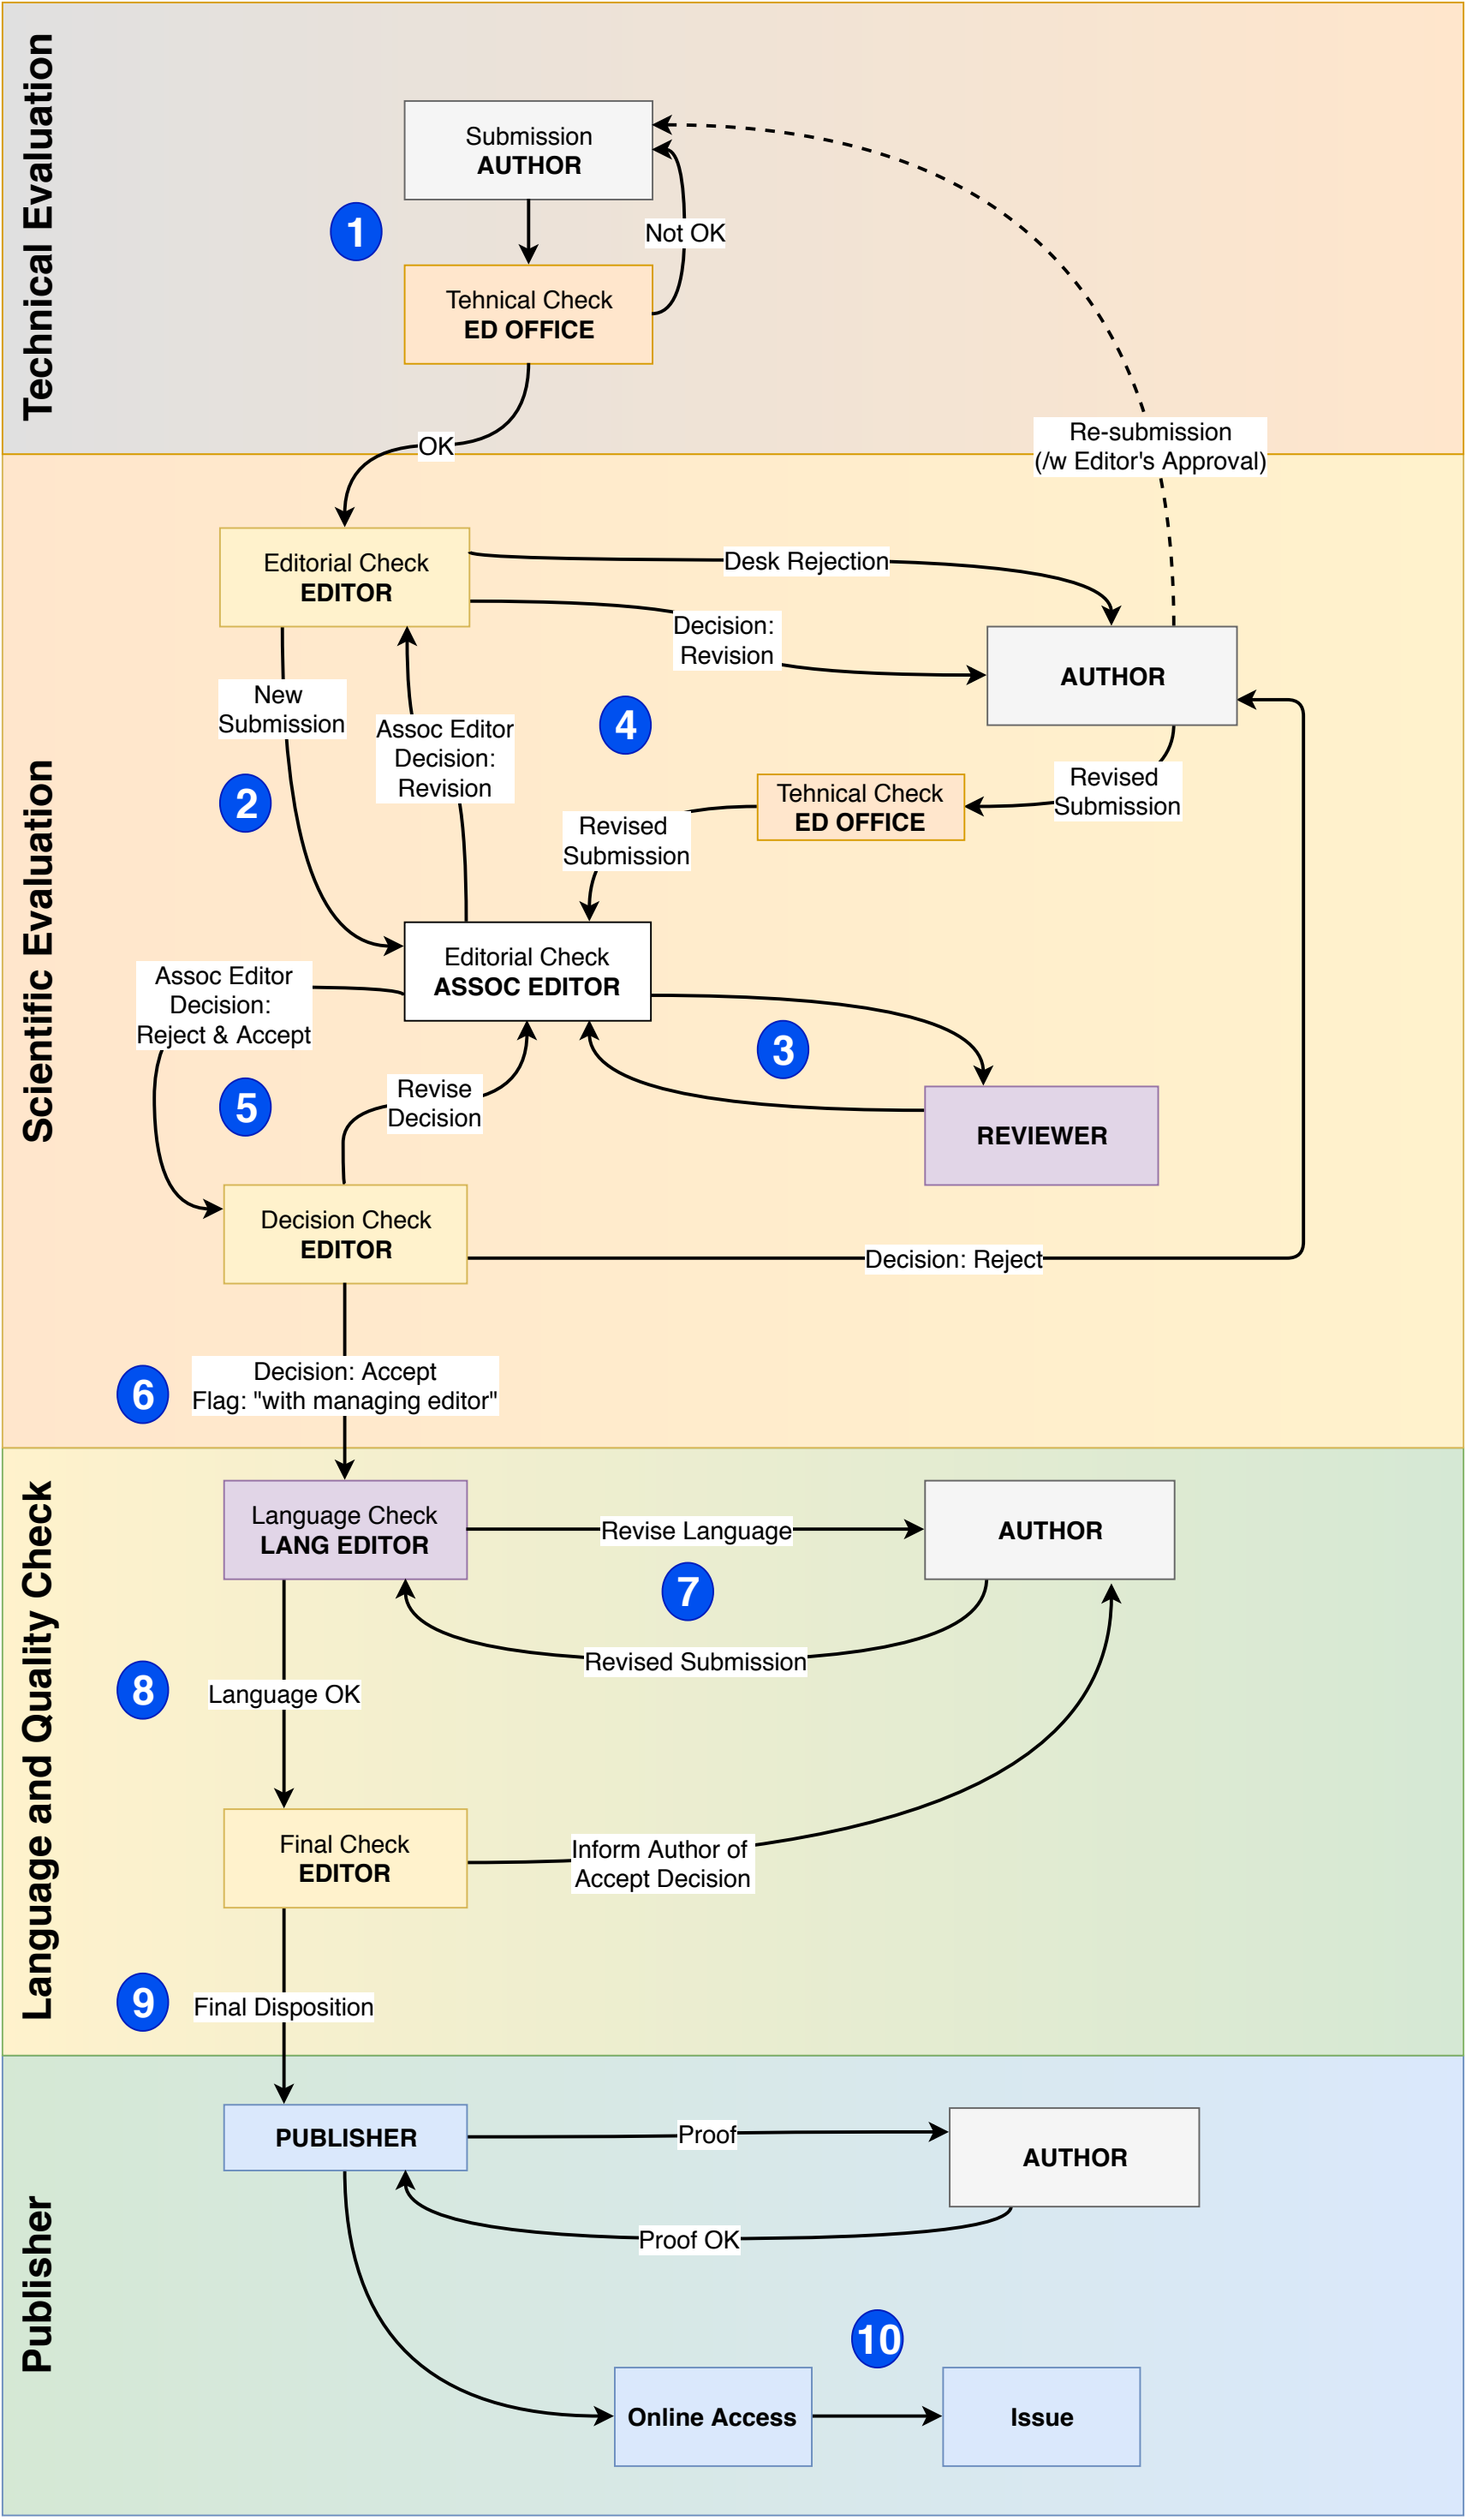 Technical Evaluation
Submission
AUTHOR
1
Not OK
Tehnical Check
ED OFFICE
OK
Re-submission
(/w Editor's Approval)
Scientific Evaluation
Editorial Check
EDITOR
Desk Rejection
Decision:
Revision
AUTHOR
New
Submission
Assoc Editor
Decision:
Revision
4
2
Tehnical Check
ED OFFICE
Revised
Submission
Revised
Submission
Editorial Check
ASSOC EDITOR
Assoc Editor
Decision:
Reject & Accept
3
5
Revise
Decision
REVIEWER
Decision Check
EDITOR
Decision: Reject
6
Decision: Accept
Flag: "with managing editor"
Language and Quality Check
Language Check
LANG EDITOR
Revise Language
AUTHOR
7
Revised Submission
8
Language OK
Final Check
EDITOR
Inform Author of
Accept Decision
9
Final Disposition
Publisher
PUBLISHER
Proof
AUTHOR
Proof OK
10
Online Access
Issue